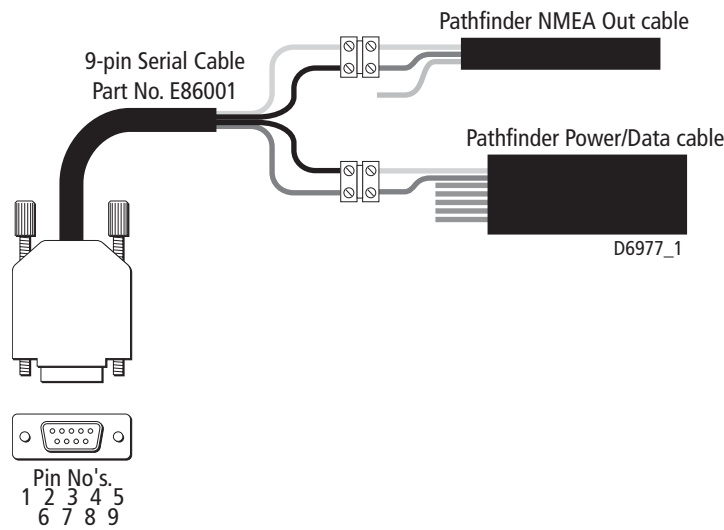 Pathfinder NMEA Out cable
9-pin Serial Cable
Part No. E86001
Pathfinder Power/Data cable
D6977_1
Pin No's.
1 2 3 4 5
6 7 8 9